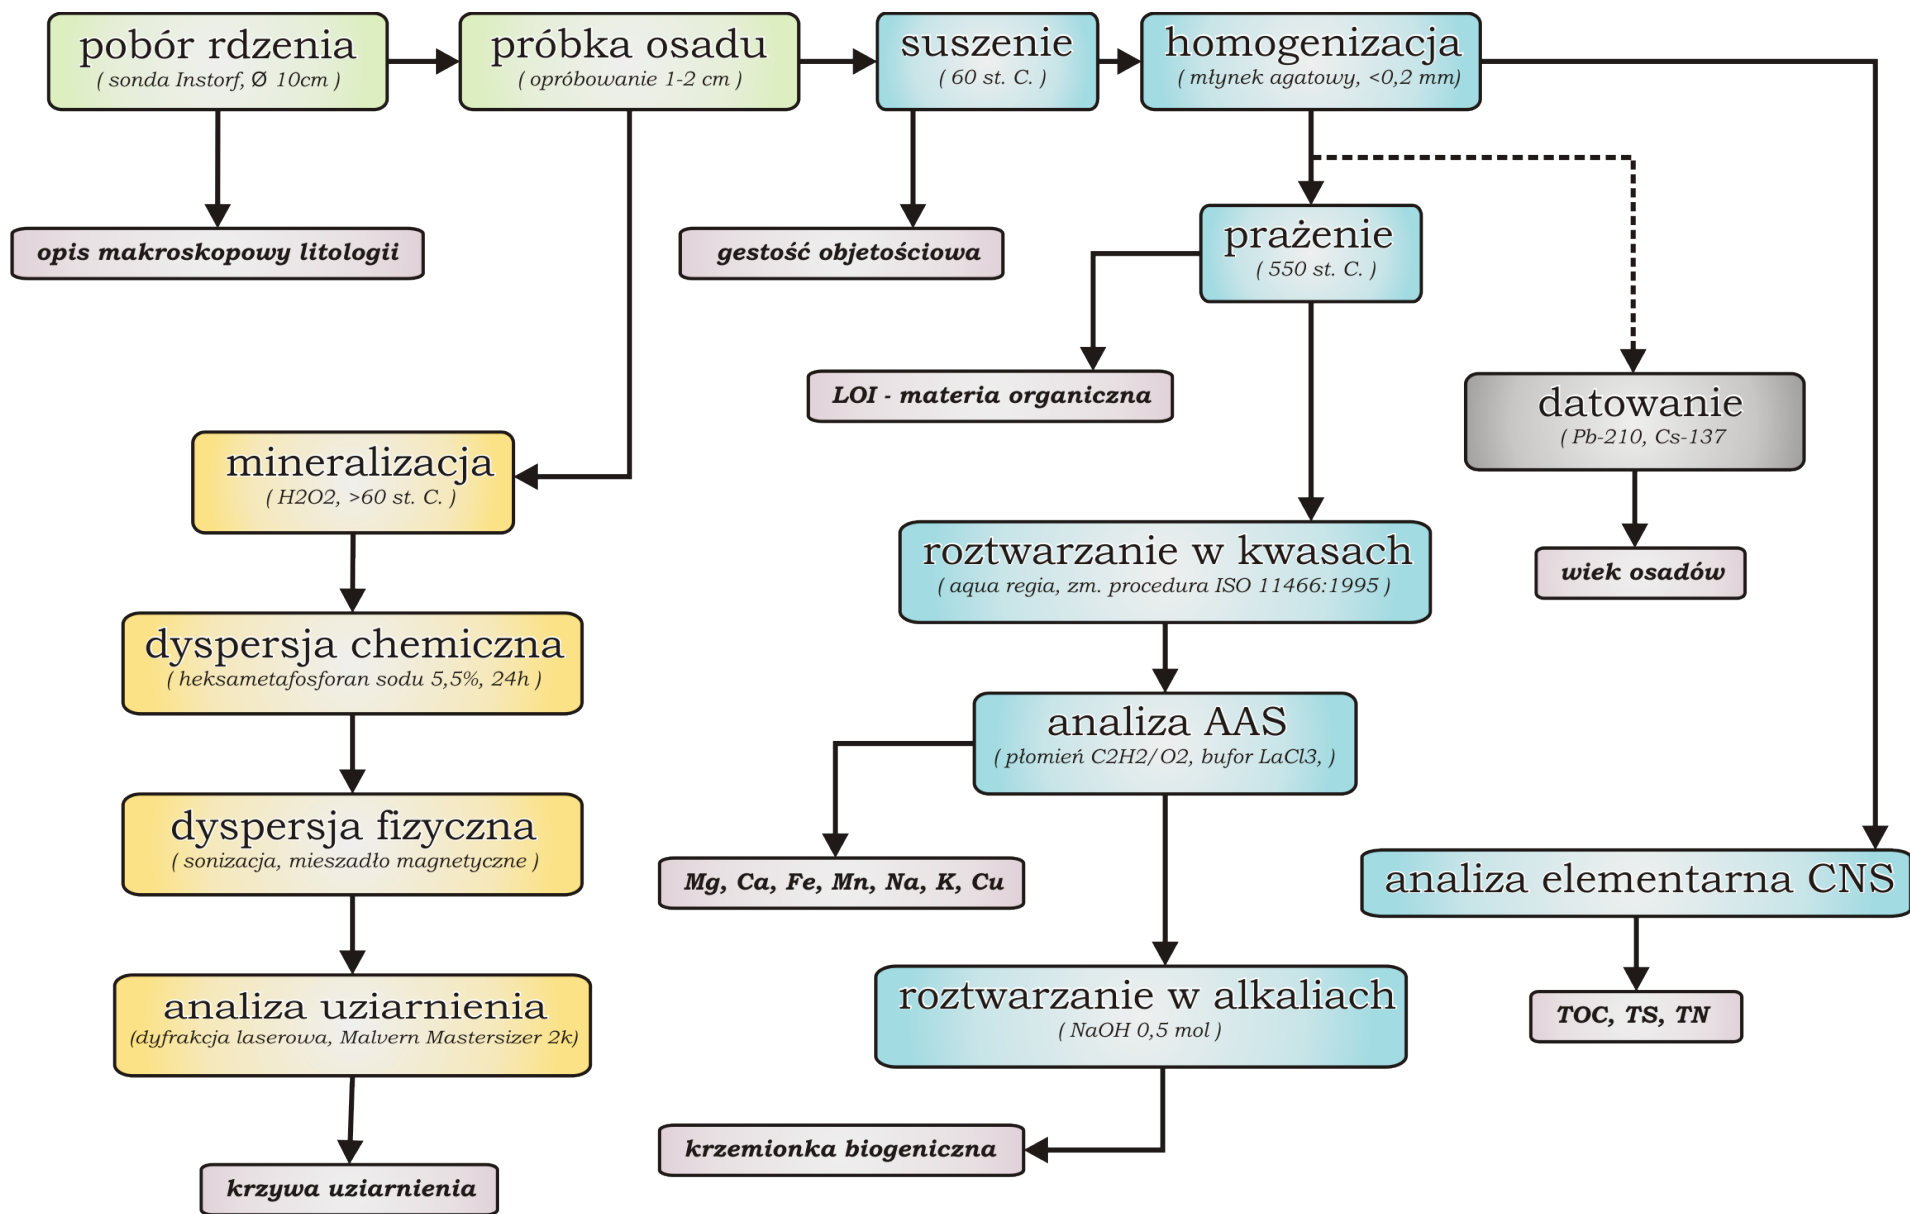 pobór rdzenia
( sonda Instorf, Ø 10cm )
próbka osadu
( opróbowanie 1-2 cm )
suszenie
( 60 st. C. )
homogenizacja
( młynek agatowy, <0,2 mm)
opis makroskopowy litologii
gestość objetościowa
prażenie
( 550 st. C. )
LOI - materia organiczna
datowanie
( Pb-210, Cs-137
mineralizacja
( H2O2, >60 st. C. )
roztwarzanie w kwasach
( aqua regia, zm. procedura ISO 11466:1995 )
wiek osadów
dyspersja chemiczna
( heksametafosforan sodu 5,5%, 24h )
analiza AAS
( płomień C2H2/O2, bufor LaCl3, )
dyspersja fizyczna
( sonizacja, mieszadło magnetyczne )
Mg, Ca, Fe, Mn, Na, K, Cu
analiza elementarna CNS
analiza uziarnienia
(dyfrakcja laserowa, Malvern Mastersizer 2k)
roztwarzanie w alkaliach
( NaOH 0,5 mol )
TOC, TS, TN
krzemionka biogeniczna
krzywa uziarnienia